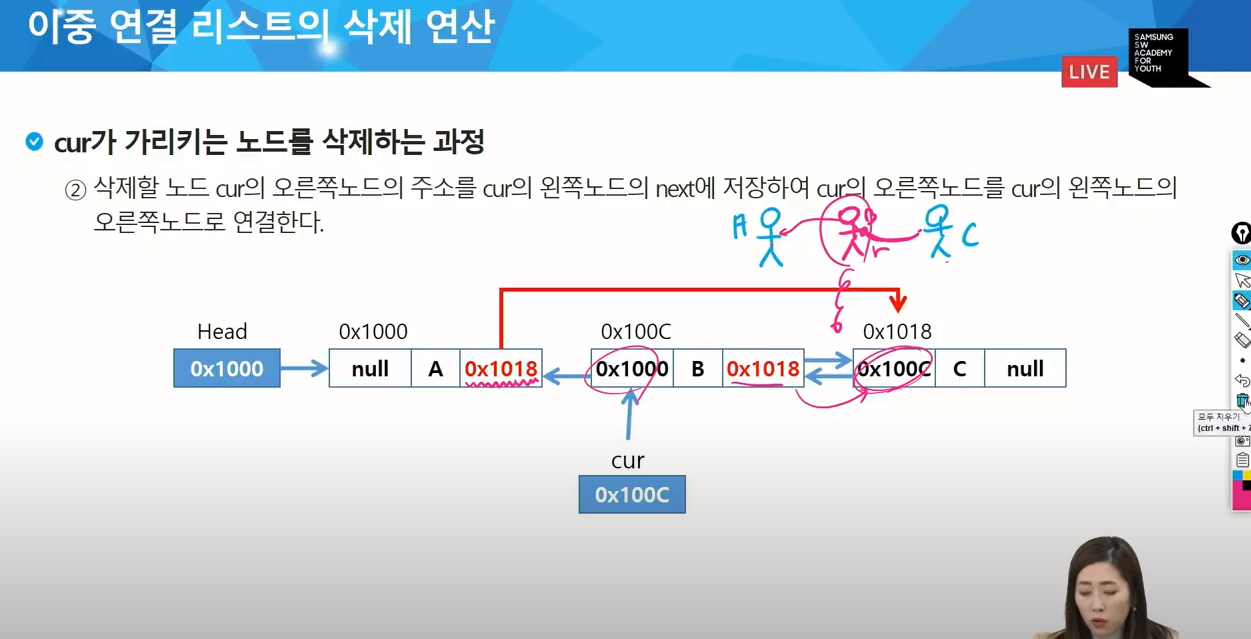 이중 연결 리스트의 삭제 연산
SAMSUNG
SW
ACADEMY
FOR
YOUTH
LIVE
cur가 가리키는 노드를 삭제하는 과정
② 삭제할 노드 cur의 오른쪽노드의 주소를 cur의 왼쪽노드의 next에 저장하여 cur의 오른쪽노드를 cur의 왼쪽노드의
오른쪽노드로 연결한다.
A C
Head 0x1000 0x100C 0x1018
0x1000 null A 0x1018 0x1000 B 0x1018 0x100C C null
cur
0x100C
모두 지우기
(ctrl + shift +